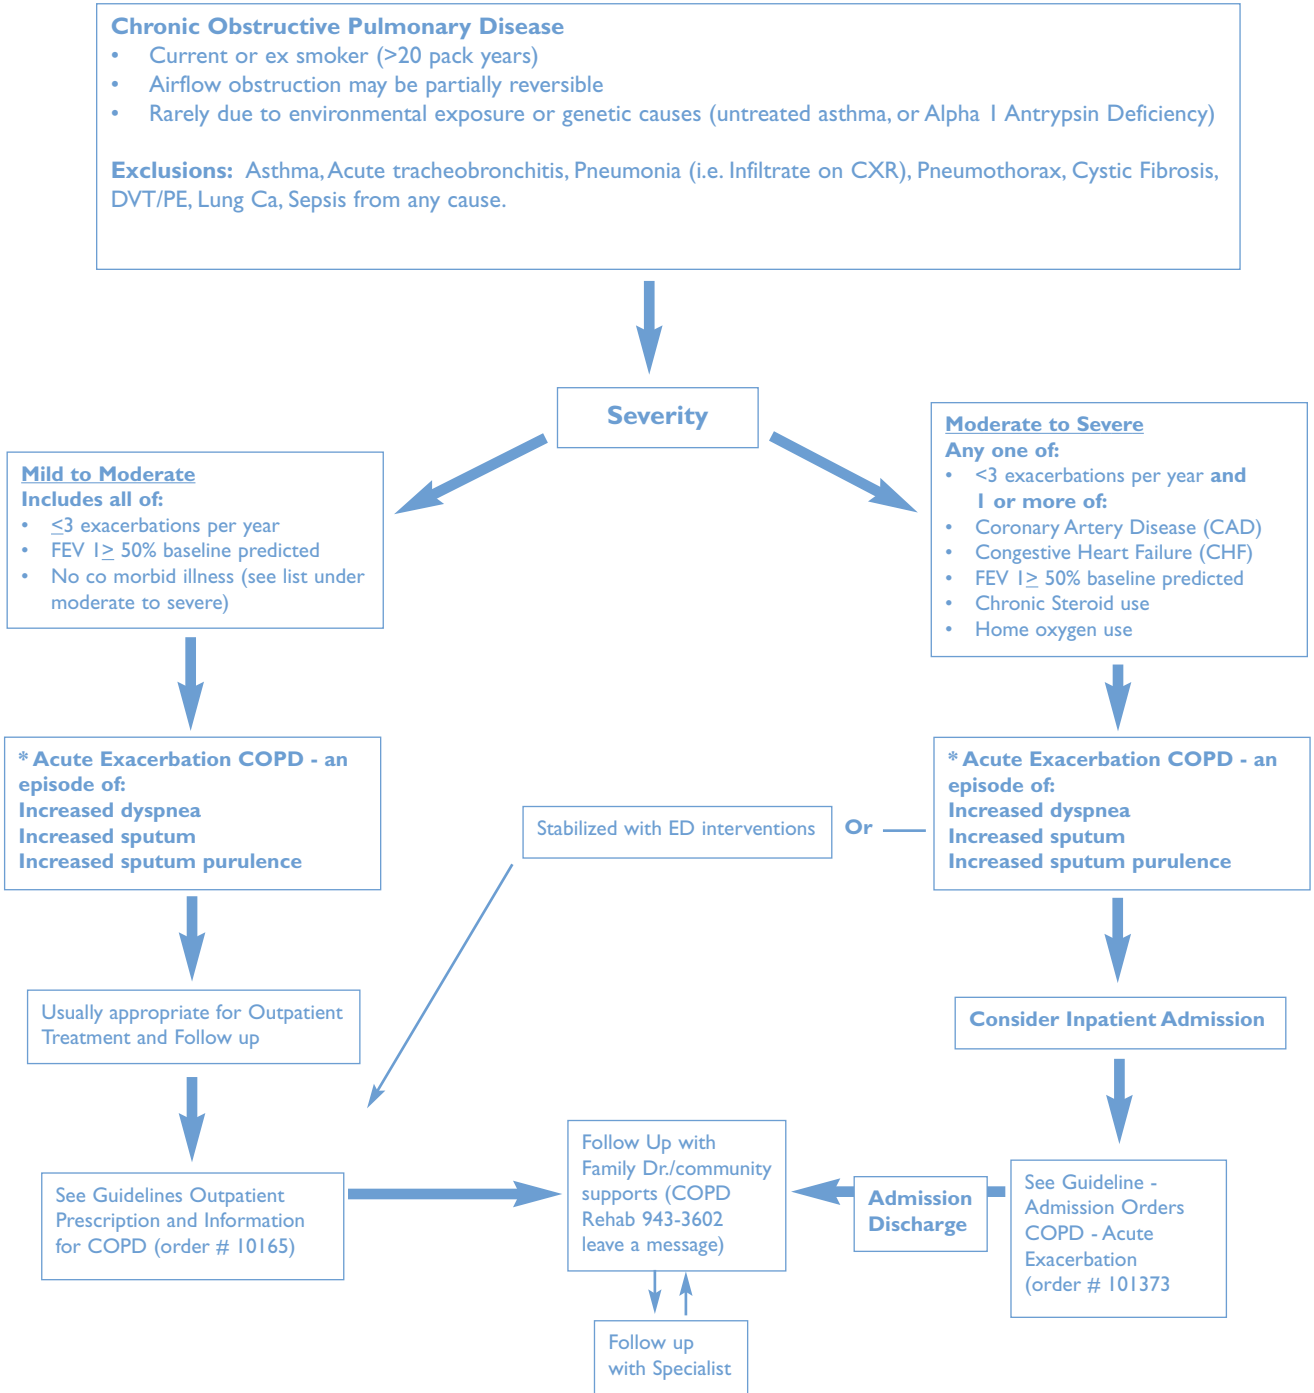 Chronic Obstructive Pulmonary Disease
• Current or ex smoker (>20 pack years)
• Airflow obstruction may be partially reversible
• Rarely due to environmental exposure or genetic causes (untreated asthma, or Alpha 1 Antrypsin Deficiency)
Exclusions: Asthma, Acute tracheobronchitis, Pneumonia (i.e. Infiltrate on CXR), Pneumothorax, Cystic Fibrosis,
DVT/PE, Lung Ca, Sepsis from any cause.
Severity
Mild to Moderate
Includes all of:
• ≤3 exacerbations per year
• FEV 1≥ 50% baseline predicted
• No co morbid illness (see list under
moderate to severe)
Moderate to Severe
Any one of:
• <3 exacerbations per year and
1 or more of:
• Coronary Artery Disease (CAD)
• Congestive Heart Failure (CHF)
• FEV 1≥ 50% baseline predicted
• Chronic Steroid use
• Home oxygen use
* Acute Exacerbation COPD - an
episode of:
Increased dyspnea
Increased sputum
Increased sputum purulence
Stabilized with ED interventions
Or
* Acute Exacerbation COPD - an
episode of:
Increased dyspnea
Increased sputum
Increased sputum purulence
Usually appropriate for Outpatient
Treatment and Follow up
Consider Inpatient Admission
See Guidelines Outpatient
Prescription and Information
for COPD (order # 10165)
Follow Up with
Family Dr./community
supports (COPD
Rehab 943-3602
leave a message)
Admission
Discharge
See Guideline -
Admission Orders
COPD - Acute
Exacerbation
(order # 101373
Follow up
with Specialist